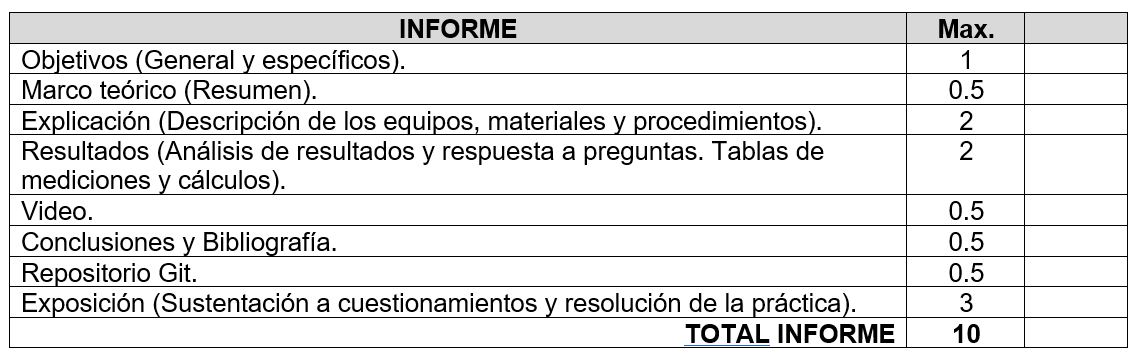 INFORME Max.
Objetivos (General y específicos). 1
Marco teórico (Resumen). 0.5
Explicación (Descripción de los equipos, materiales y procedimientos). 2
Resultados (Análisis de resultados y respuesta a preguntas. Tablas de 2
mediciones y cálculos).
Video. 0.5
Conclusiones y Bibliografía. 0.5
Repositorio Git. 0.5
Exposición (Sustentación a cuestionamientos y resolución de la práctica). 3
TOTAL INFORME 10